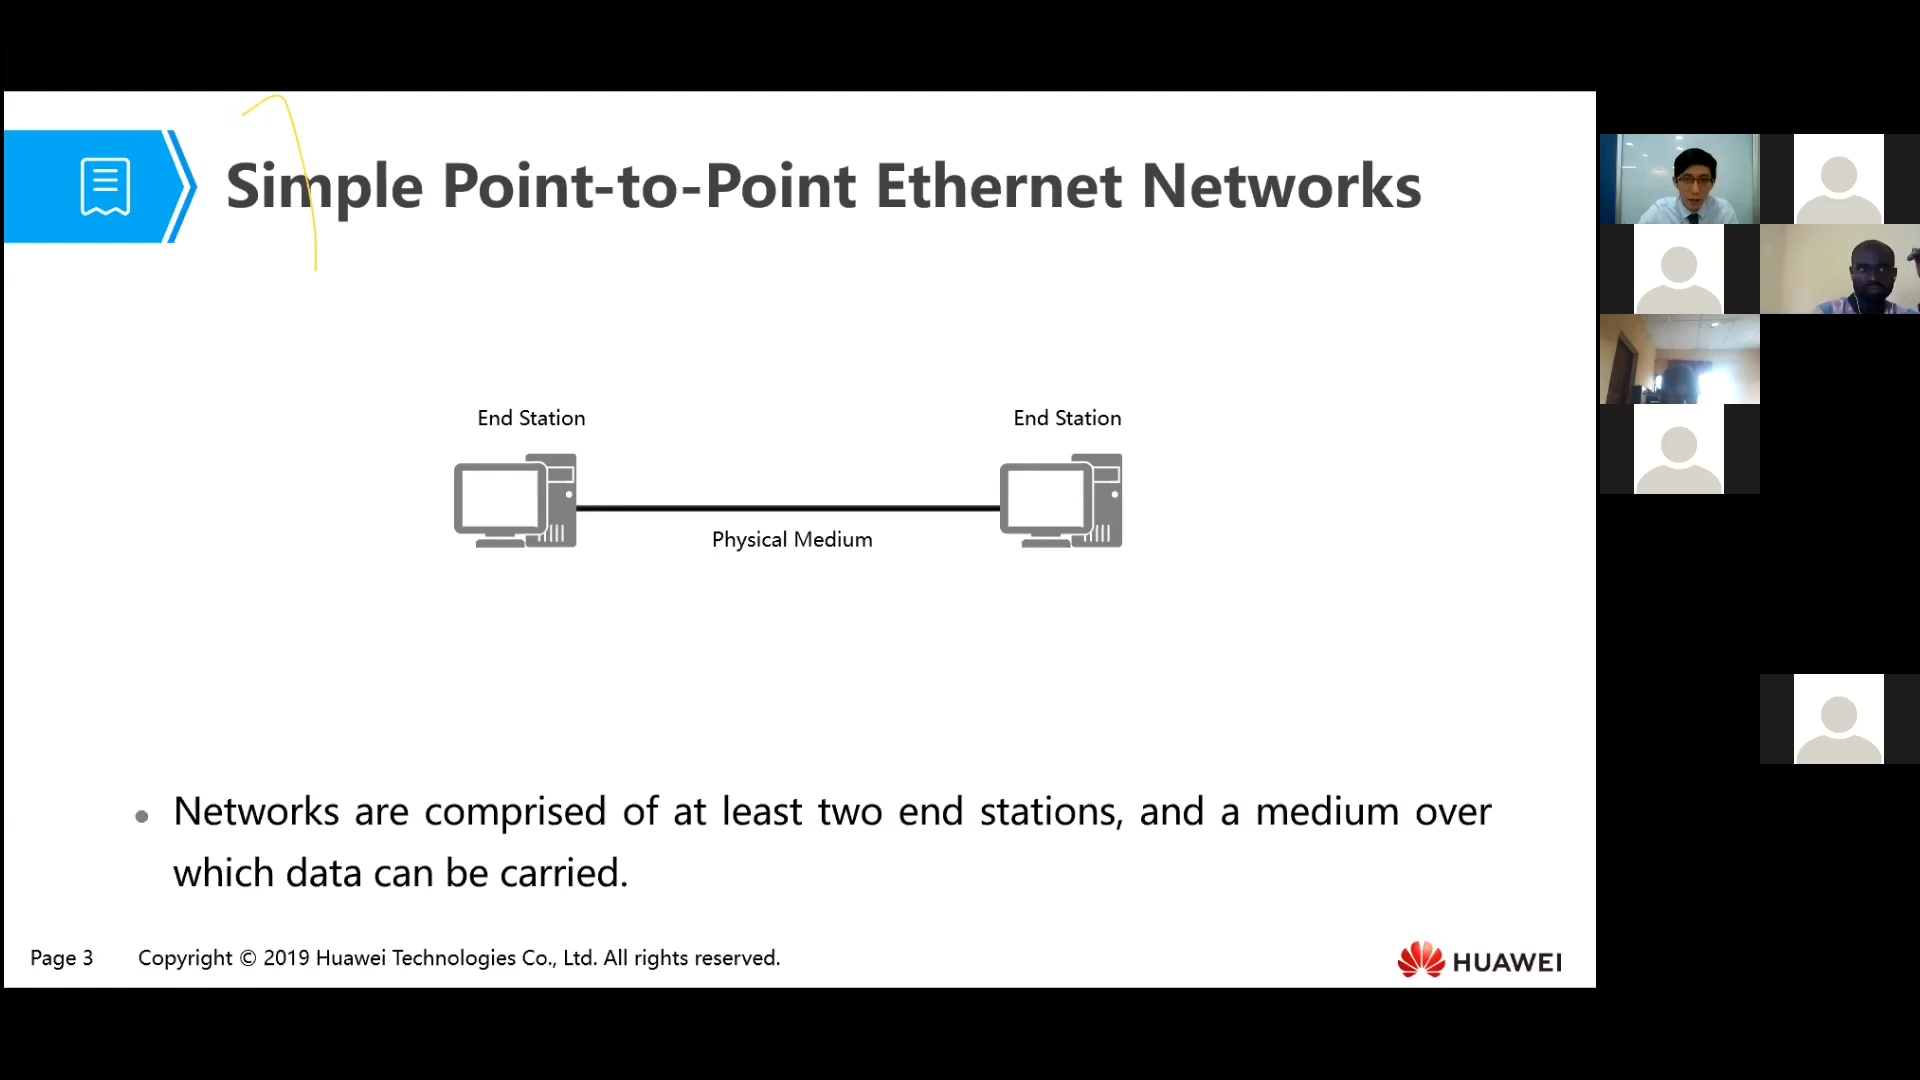 Simple Point-to-Point Ethernet Networks
End Station
End Station
Physical Medium
Networks are comprised of at least two end stations, and a medium over
which data can be carried.
Page 3
Copyright © 2019 Huawei Technologies Co., Ltd. All rights reserved.
HUAWEI